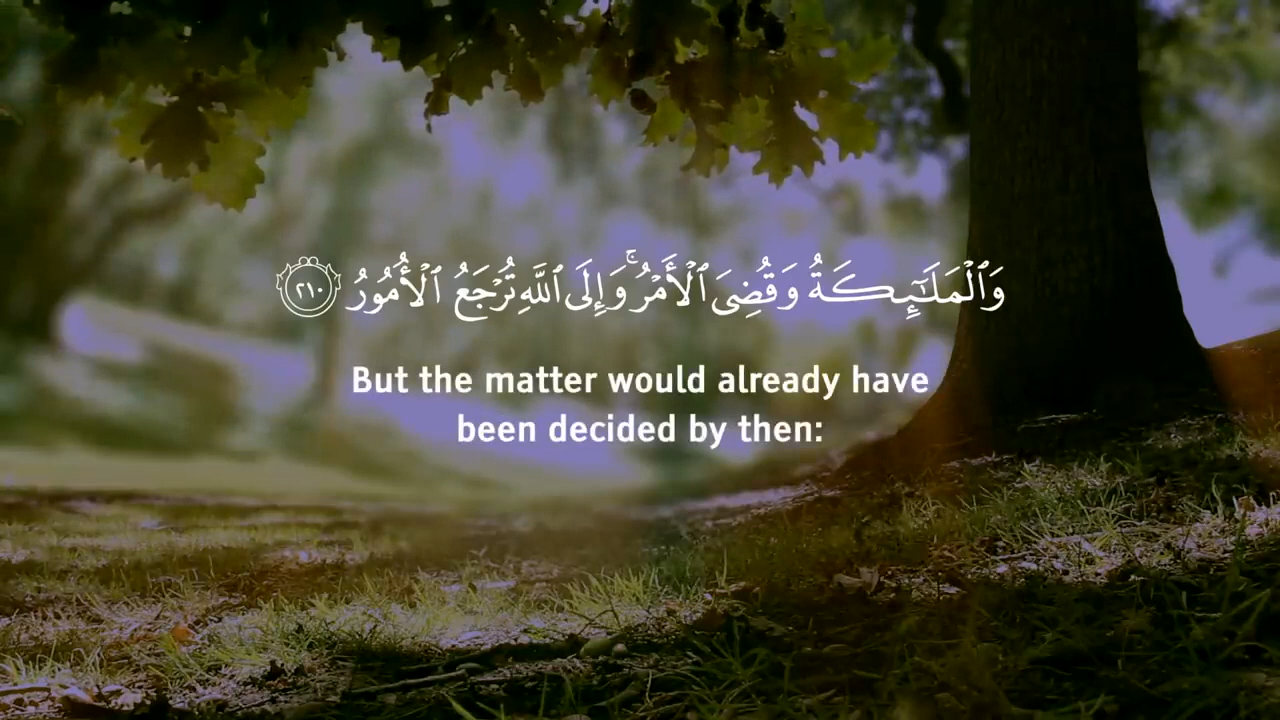 وَٱلْمَلَـٰٓئِكَةُ وَقُضِىَ ٱلْأَمْرُ ۚ وَإِلَى ٱللَّهِ تُرْجَعُ ٱلْأُمُورُ ٢١٠
But the matter would already have
been decided by then: